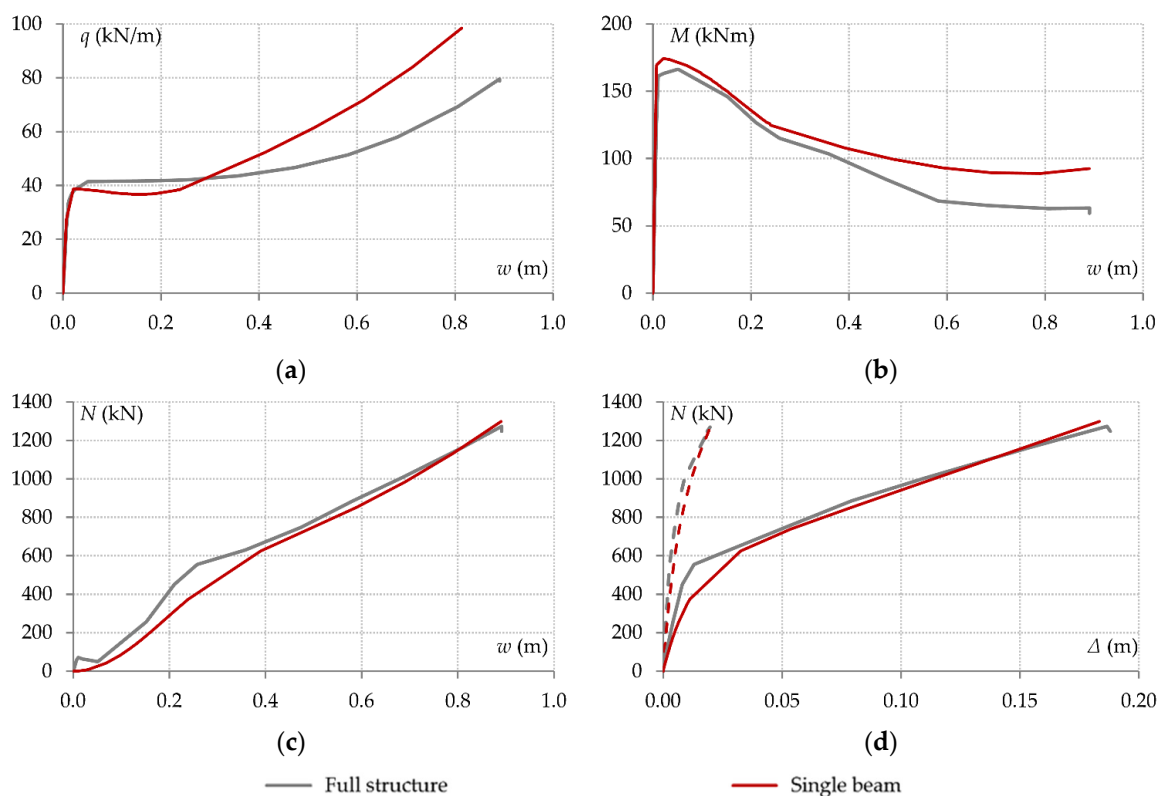 q (kN/m)
100
80
60
40
20
0
w (m)
0.0 0.2 0.4 0.6 0.8 1.0
(a)
M (kNm)
200
150
100
50
0
w (m)
0.0 0.2 0.4 0.6 0.8 1.0
(b)
N (kN)
1400
1200
1000
800
600
400
200
0
w (m)
0.0 0.2 0.4 0.6 0.8 1.0
(c)
N (kN)
1400
1200
1000
800
600
400
200
0
Δ (m)
0.00 0.05 0.10 0.15 0.20
(d)
Full structure Single beam